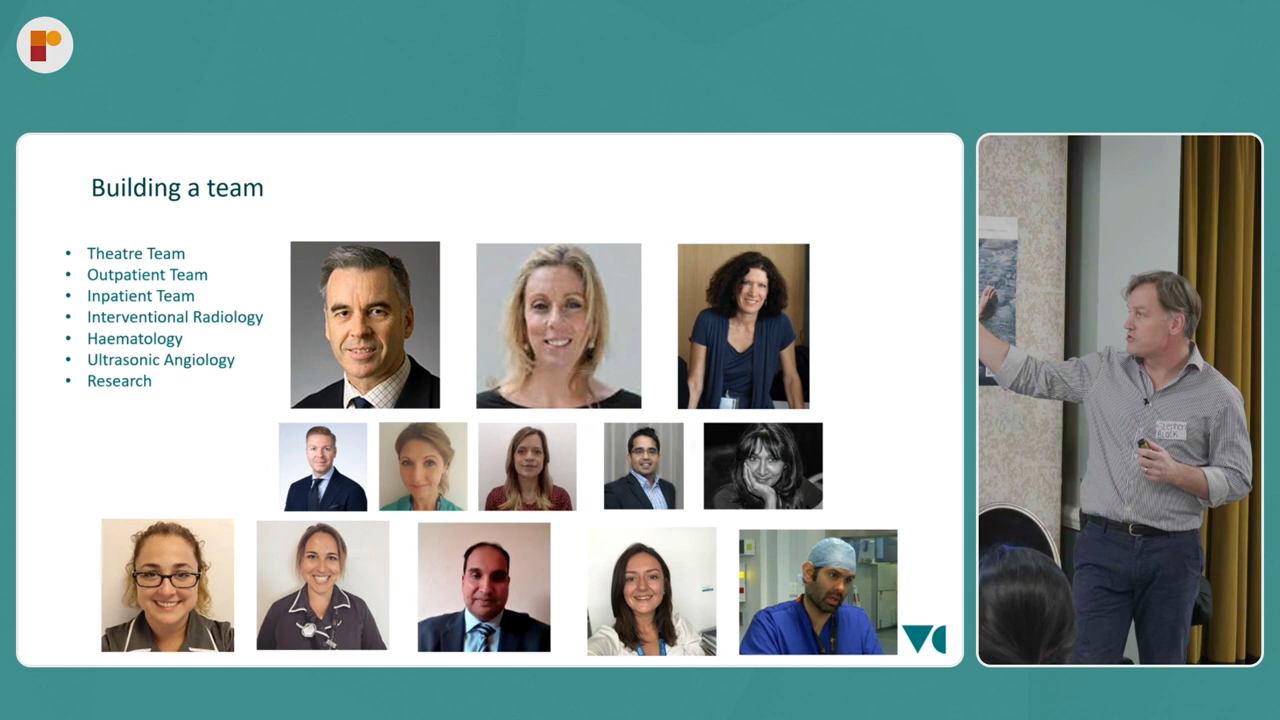 Building a team
• Theatre Team
• Outpatient Team
• Inpatient Team
• Interventional Radiology
• Haematology
• Ultrasonic Angiology
• Research